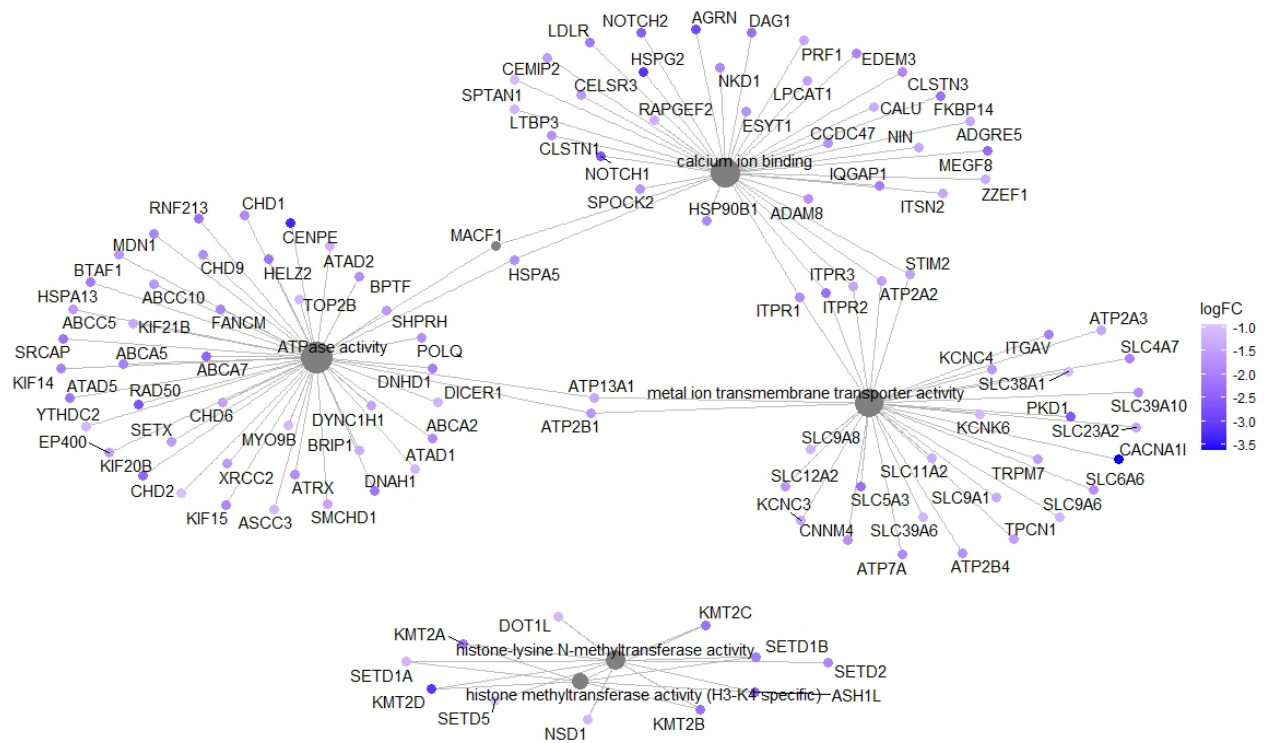 NOTCH2
AGRN
DAG1
LDLR
HSPG2
PRF1
EDEM3
CEMIP2
CELSR3
NKD1
LPCAT1
CLSTN3
SPTAN1
RAPGEF2
CALU
FKBP14
LTBP3
ESYT1
CCDC47
NIN
ADGRE5
CLSTN1
calcium ion binding
MEGF8
NOTCH1
IQGAP1
ZZEF1
SPOCK2
HSP90B1
ADAM8
ITSN2
RNF213
CHD1
MACF1
CENPE
MDN1
ATAD2
HSPA5
STIM2
BTAF1
CHD9
HELZ2
BPTF
ITPR3
ITPR1
ITPR2
ATP2A2
HSPA13
ABCC10
TOP2B
ABCC5
KIF21B
FANCM
SHPRH
logFC
-1.0
-1.5
-2.0
-2.5
-3.0
-3.5
ATP2A3
SRCAP
ABCA5
ABCA7
ATPase activity
POLQ
KCNC4
ITGAV
SLC4A7
KIF14
ATAD5
RAD50
DNHD1
DICER1
ATP13A1
metal ion transmembrane transporter activity
SLC38A1
SLC39A10
YTHDC2
CHD6
DYNC1H1
ATP2B1
PKD1
EP400
SETX
MYO9B
BRIP1
ABCA2
SLC9A8
KCNK6
SLC23A2
CACNA1I
KIF20B
XRCC2
ATAD1
SLC12A2
SLC11A2
TRPM7
SLC6A6
CHD2
ATRX
DNAH1
KCNC3
SLC5A3
SLC9A1
SLC9A6
KIF15
ASCC3
SMCHD1
CNNM4
SLC39A6
TPCN1
ATP7A
ATP2B4
KMT2C
DOT1L
KMT2A
histone-lysine N-methyltransferase activity
SETD1B
SETD1A
SETD2
KMT2D
histone methyltransferase activity (H3-K4 specific)
ASH1L
SETD5
NSD1
KMT2B